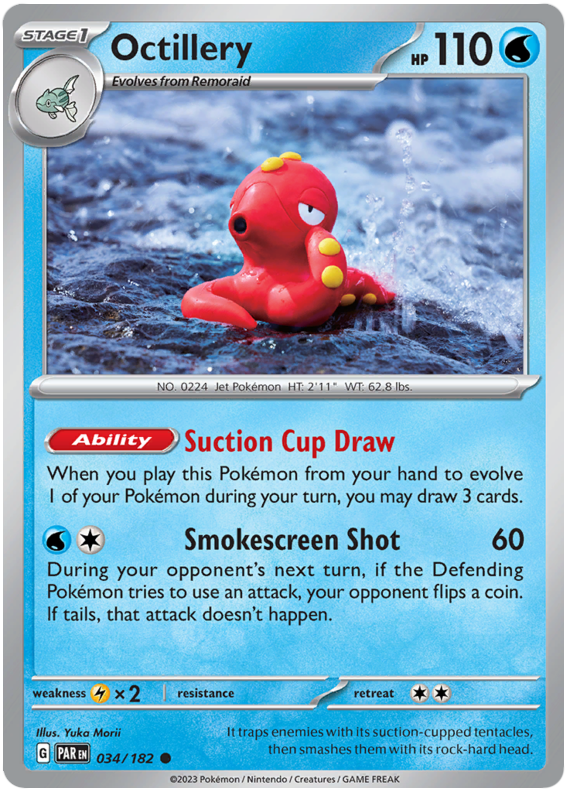 STAGE1
Octillery
HP 110
Evolves from Remoraid
NO. 0224 Jet Pokémon HT: 2'11" WT: 62.8 lbs.
Ability Suction Cup Draw
When you play this Pokémon from your hand to evolve
1 of your Pokémon during your turn, you may draw 3 cards.
Smokescreen Shot 60
During your opponent's next turn, if the Defending
Pokémon tries to use an attack, your opponent flips a coin.
If tails, that attack doesn't happen.
weakness ×2 resistance retreat
Illus. Yuka Morii
It traps enemies with its suction-cupped tentacles,
then smashes them with its rock-hard head.
G PAR EN 034/182
©2023 Pokémon / Nintendo / Creatures / GAME FREAK